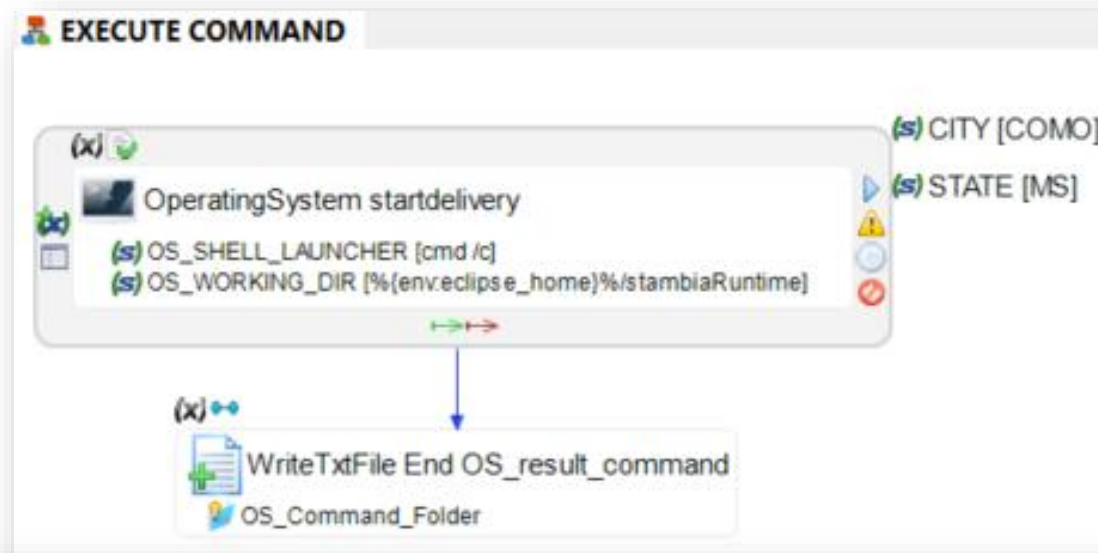 EXECUTE COMMAND
(s) CITY [COMO]
(x)
OperatingSystem startdelivery
(s) STATE [MS]
(x)
(s) OS_SHELL_LAUNCHER [cmd /c]
(s) OS_WORKING_DIR [%{env:eclipse_home}%/stambiaRuntime]
(x)
WriteTxtFile End OS_result_command
OS_Command_Folder